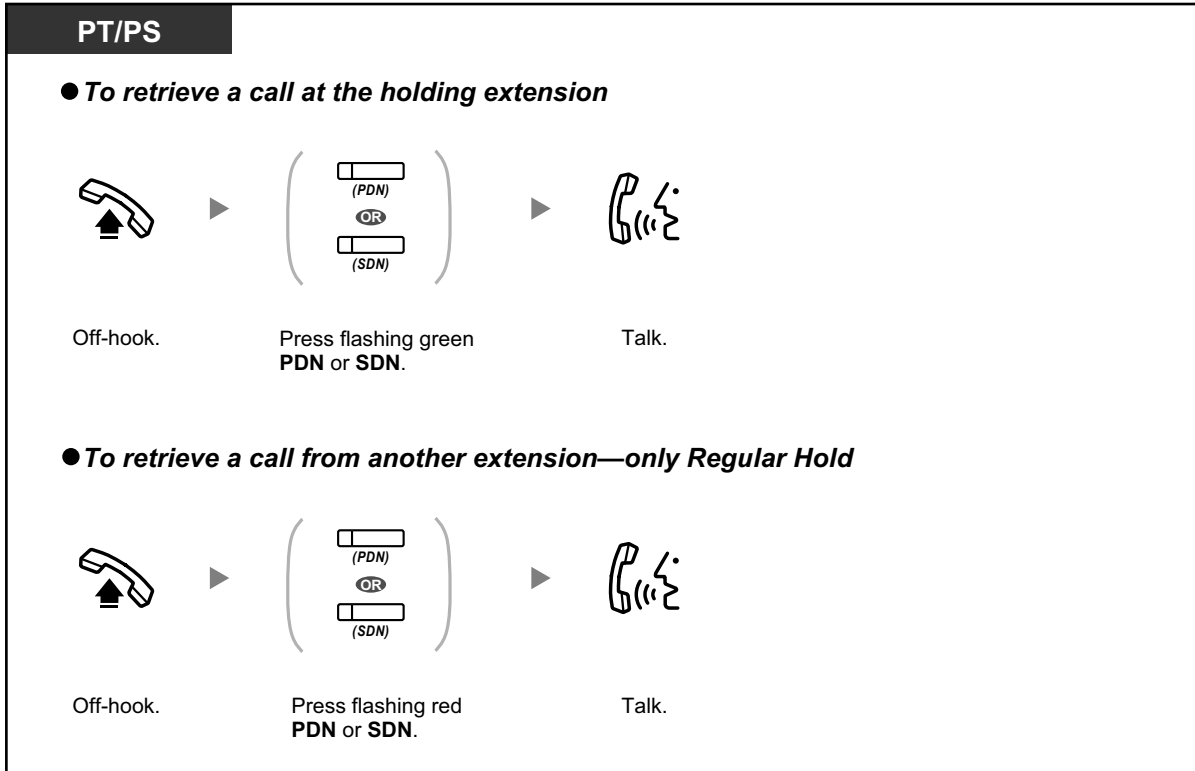 PT/PS
● To retrieve a call at the holding extension
(PDN)
OR
(SDN)
Off-hook.
Press flashing green
PDN or SDN.
Talk.
● To retrieve a call from another extension—only Regular Hold
(PDN)
OR
(SDN)
Off-hook.
Press flashing red
PDN or SDN.
Talk.